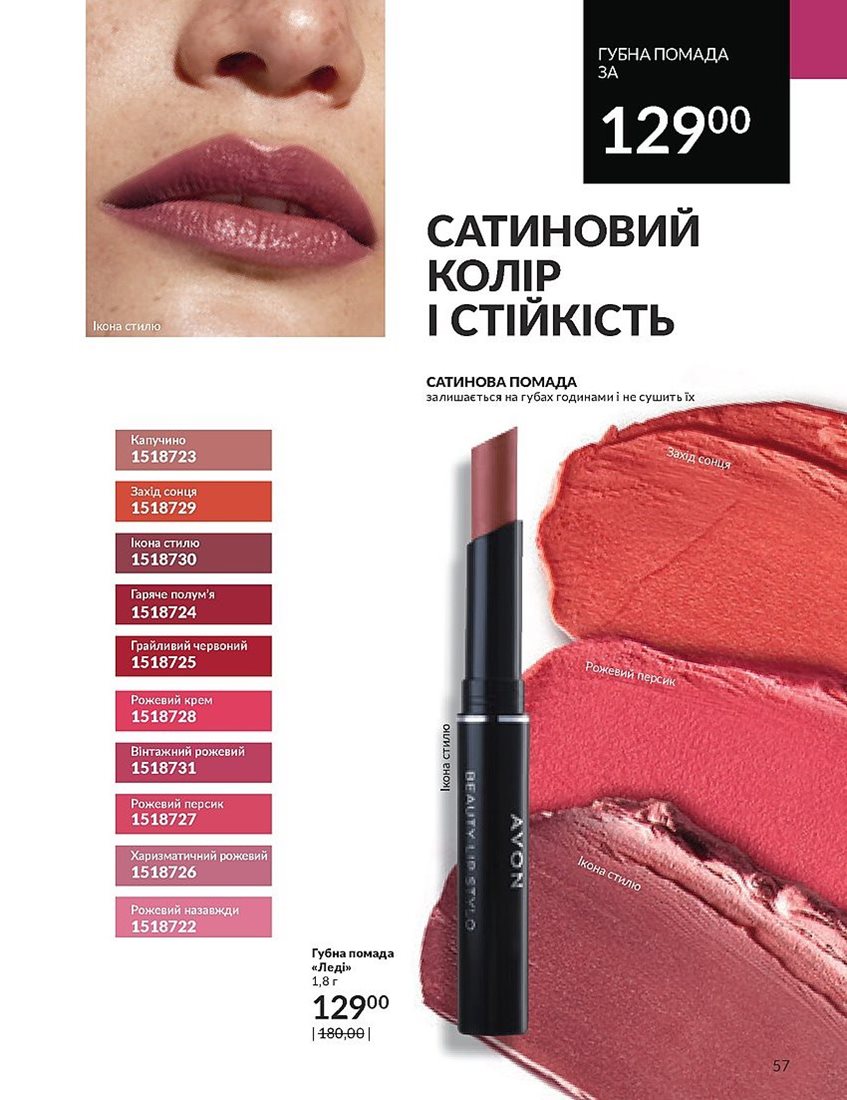 ГУБНА ПОМАДА
ЗА
129⁰⁰
САТИНОВИЙ
КОЛІР
І СТІЙКІСТЬ
Ікона стилю
САТИНОВА ПОМАДА
залишається на губах годинами і не сушить їх
Капучино
1518723
Захід сонця
1518729
Ікона стилю
1518730
Гаряче полум'я
1518724
Грайливий червоний
1518725
Рожевий крем
1518728
Вінтажний рожевий
1518731
Рожевий персик
1518727
Харизматичний рожевий
1518726
Рожевий назавжди
1518722
Захід сонця
Рожевий персик
Ікона стилю
Ікона стилю
AVON
BEAUTY LIP STYLO
Губна помада
«Леді»
1,8 г
129⁰⁰
| 180,00 |
57